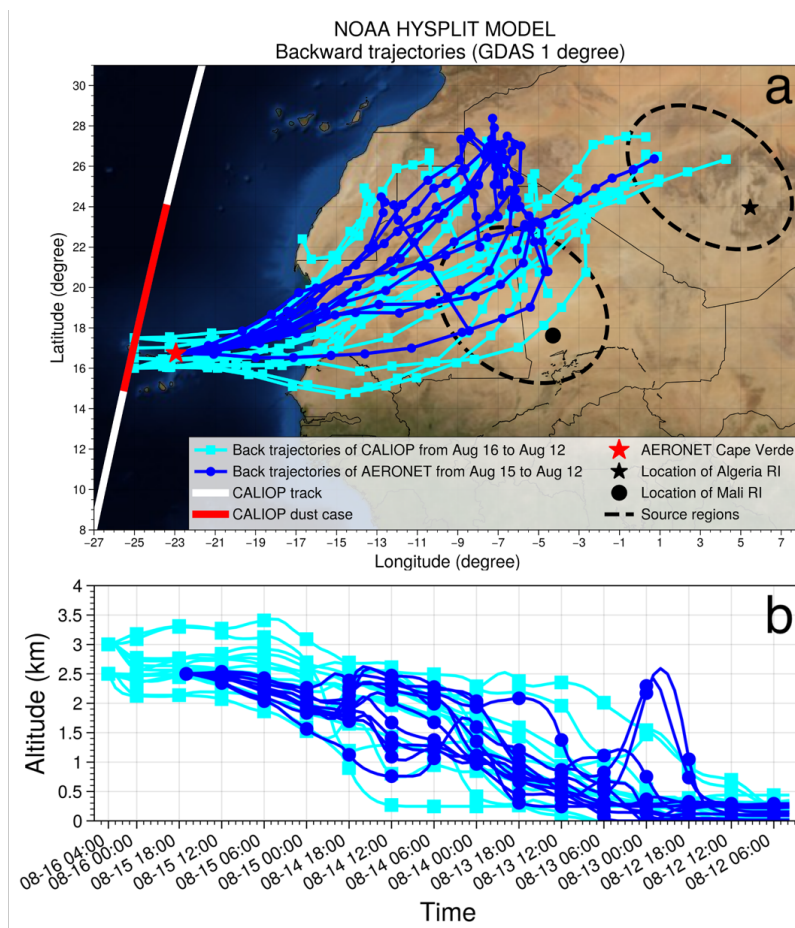 NOAA HYSPLIT MODEL
Backward trajectories (GDAS 1 degree)
a
30
28
26
24
22
20
18
16
14
12
10
8
Latitude (degree)
Back trajectories of CALIOP from Aug 16 to Aug 12
Back trajectories of AERONET from Aug 15 to Aug 12
CALIOP track
CALIOP dust case
AERONET Cape Verde
Location of Algeria RI
Location of Mali RI
Source regions
−27 −25 −23 −21 −19 −17 −15 −13 −11 −9 −7 −5 −3 −1 1 3 5 7
Longitude (degree)
b
4
3.5
3
2.5
2
1.5
1
0.5
0
Altitude (km)
08-16 04:00
08-16 00:00
08-15 18:00
08-15 12:00
08-15 06:00
08-15 00:00
08-14 18:00
08-14 12:00
08-14 06:00
08-14 00:00
08-13 18:00
08-13 12:00
08-13 06:00
08-13 00:00
08-12 18:00
08-12 12:00
08-12 06:00
Time